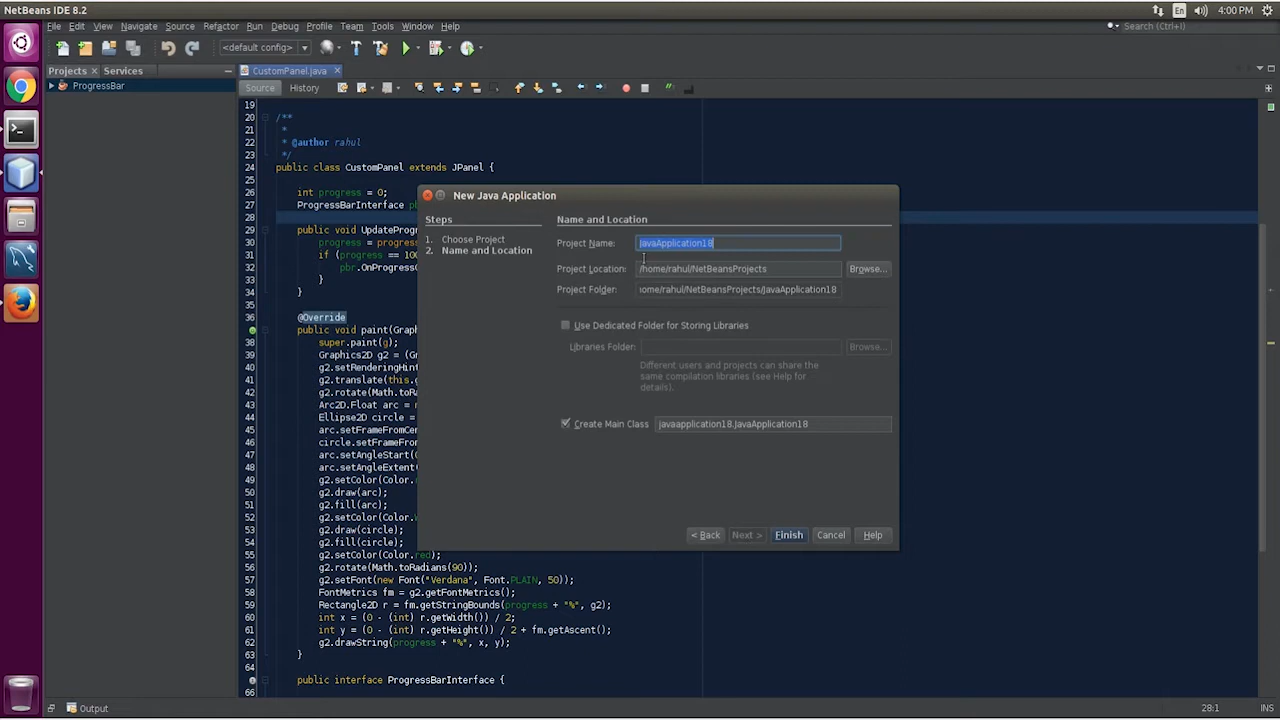 NetBeans IDE 8.2
En
4:00 PM
File Edit View Navigate Source Refactor Run Debug Profile Team Tools Window Help
Search (Ctrl+I)
<default config>
Projects × Services
CustomPanel.java ×
ProgressBar
Source History
19
20 /**
21 *
22 * @author rahul
23 */
24 public class CustomPanel extends JPanel {
25
26 int progress = 0;
27 ProgressBarInterface
28
29 public void UpdateProgr
30 progress = progress
31 if (progress == 100
32 pbr.OnProgressC
33 }
34 }
35
36 @Override
37 public void paint(Grap
38 super.paint(g);
39 Graphics2D g2 = (Gr
40 g2.setRenderingHint
41 g2.translate(this.g
42 g2.rotate(Math.toRa
43 Arc2D.Float arc =
44 Ellipse2D circle =
45 arc.setFrameFromCen
46 circle.setFrameFrom
47 arc.setAngleStart(
48 arc.setAngleExtent(
49 g2.setColor(Color.
50 g2.draw(arc);
51 g2.fill(arc);
52 g2.setColor(Color.
53 g2.draw(circle);
54 g2.fill(circle);
55 g2.setColor(Color.red);
56 g2.rotate(Math.toRadians(90));
57 g2.setFont(new Font("Verdana", Font.PLAIN, 50));
58 FontMetrics fm = g2.getFontMetrics();
59 Rectangle2D r = fm.getStringBounds(progress + "%", g2);
60 int x = (0 - (int) r.getWidth()) / 2;
61 int y = (0 - (int) r.getHeight()) / 2 + fm.getAscent();
62 g2.drawString(progress + "%", x, y);
63 }
64
65 public interface ProgressBarInterface {
66
New Java Application
Steps
1. Choose Project
2. Name and Location
Name and Location
Project Name: JavaApplication18
Project Location: /home/rahul/NetBeansProjects Browse...
Project Folder: ome/rahul/NetBeansProjects/JavaApplication18
Use Dedicated Folder for Storing Libraries
Libraries Folder: Browse...
Different users and projects can share the
same compilation libraries (see Help for
details).
Create Main Class javaapplication18.JavaApplication18
< Back Next > Finish Cancel Help
Output
28:1 INS